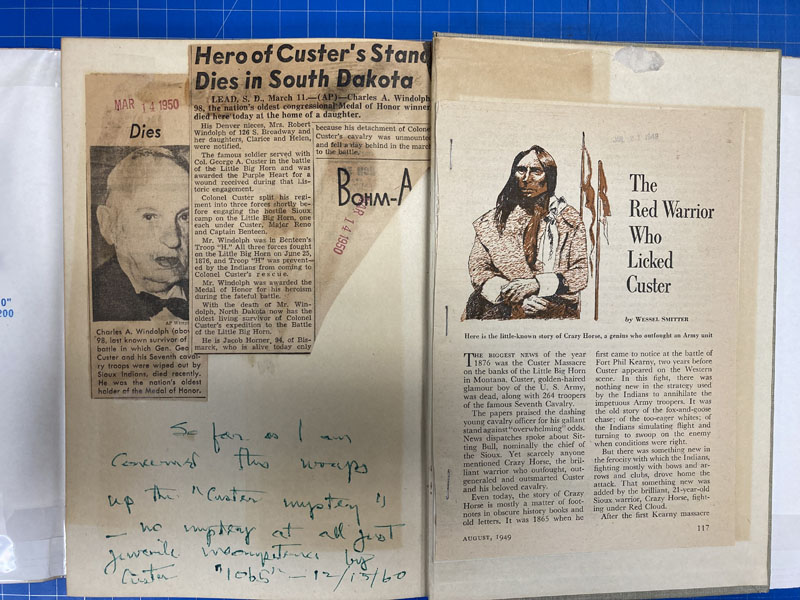 MAR 14 1950
Dies
Charles A. Windolph (above)
98, last known survivor of
battle in which Gen. Geo
Custer and his Seventh caval-
ry troops were wiped out by
Sioux Indians, died recently.
He was the nation's oldest
holder of the Medal of Honor.
Hero of Custer's Stand
Dies in South Dakota
LEAD, S. D., March 11.—(AP)—Charles A. Windolph,
98, the nation's oldest congressional Medal of Honor winner,
died here today at the home of a daughter.
His Denver nieces, Mrs. Robert
Windolph of 126 S. Broadway and
her daughters, Clarice and Helen,
were notified.
The famous soldier served with
Col. George A. Custer in the battle
of the Little Big Horn and was
awarded the Purple Heart for a
wound received during that his-
toric engagement.
Colonel Custer split his regi-
ment into three forces shortly be-
fore engaging the hostile Sioux
camp on the Little Big Horn, one
each under Custer, Major Reno
and Captain Benteen.
Mr. Windolph was in Benteen's
Troop "H." All three forces fought
on the Little Big Horn on June 25,
1876, and Troop "H" was prevent-
ed by the Indians from coming to
Colonel Custer's rescue.
Mr. Windolph was awarded the
Medal of Honor for his heroism
during the fateful battle.
With the death of Mr. Win-
dolph, North Dakota now has the
oldest living survivor of Colonel
Custer's expedition to the Battle
of the Little Big Horn.
He is Jacob Horner, 94, of Bis-
marck, who is alive today only
because his detachment of Colonel
Custer's cavalry was unmounted
and fell a day behind in the march
to the battle.
BOHM-A
14 1950
So far as I am
concerned this wraps
up the "Custer mystery"
— no mystery at all just
juvenile incompetence by
Custer "1065" — 12/15/60
The
Red Warrior
Who
Licked
Custer
by WESSEL SMITTER
Here is the little-known story of Crazy Horse, a genius who outfought an Army unit
THE BIGGEST NEWS of the year
1876 was the Custer Massacre
on the banks of the Little Big Horn
in Montana. Custer, golden-haired
glamour boy of the U. S. Army,
was dead, along with 264 troopers
of the famous Seventh Cavalry.
The papers praised the dashing
young cavalry officer for his gallant
stand against "overwhelming" odds.
News dispatches spoke about Sit-
ting Bull, nominally the chief of
the Sioux. Yet scarcely anyone
mentioned Crazy Horse, the bril-
liant warrior who outfought, out-
generaled and outsmarted Custer
and his beloved cavalry.
Even today, the story of Crazy
Horse is mostly a matter of foot-
notes in obscure history books and
old letters. It was 1865 when he
first came to notice at the battle of
Fort Phil Kearny, two years before
Custer appeared on the Western
scene. In this fight, there was
nothing new in the strategy used
by the Indians to annihilate the
impetuous Army troopers. It was
the old story of the fox-and-goose
chase; of the too-eager whites; of
the Indians simulating flight and
turning to swoop on the enemy
when conditions were right.
But there was something new in
the ferocity with which the Indians,
fighting mostly with bows and ar-
rows and clubs, drove home the
attack. That something new was
added by the brilliant, 21-year-old
Sioux warrior, Crazy Horse, fight-
ing under Red Cloud.
After the first Kearny massacre
AUGUST, 1949
117